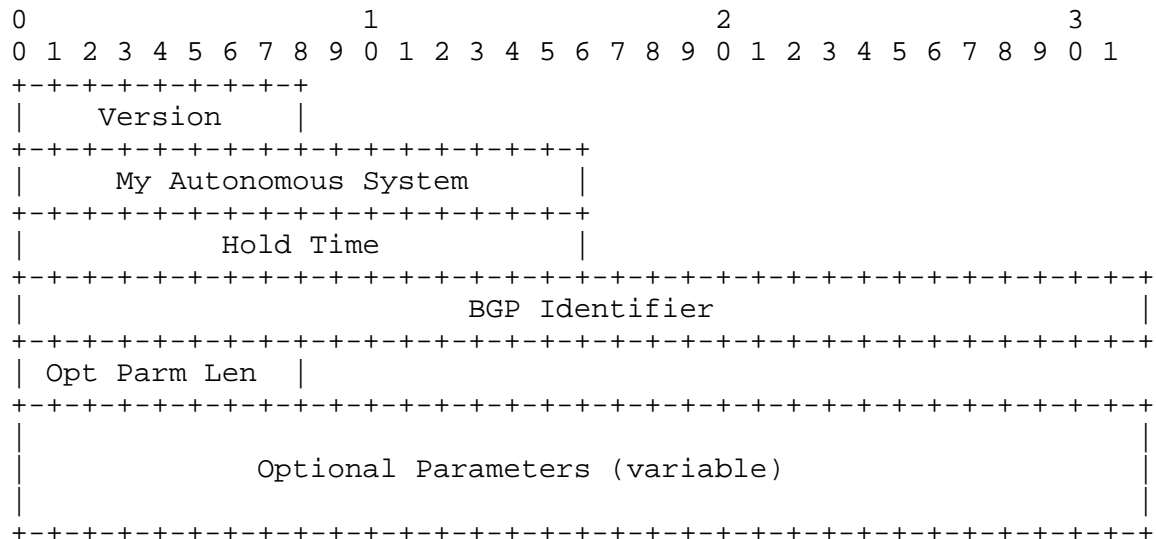 0                   1                   2                   3
0 1 2 3 4 5 6 7 8 9 0 1 2 3 4 5 6 7 8 9 0 1 2 3 4 5 6 7 8 9 0 1
+-+-+-+-+-+-+-+-+
|    Version    |
+-+-+-+-+-+-+-+-+-+-+-+-+-+-+-+-+
|     My Autonomous System      |
+-+-+-+-+-+-+-+-+-+-+-+-+-+-+-+-+
|           Hold Time           |
+-+-+-+-+-+-+-+-+-+-+-+-+-+-+-+-+-+-+-+-+-+-+-+-+-+-+-+-+-+-+-+-+
|                         BGP Identifier                        |
+-+-+-+-+-+-+-+-+-+-+-+-+-+-+-+-+-+-+-+-+-+-+-+-+-+-+-+-+-+-+-+-+
| Opt Parm Len  |
+-+-+-+-+-+-+-+-+-+-+-+-+-+-+-+-+-+-+-+-+-+-+-+-+-+-+-+-+-+-+-+-+
|                                                               |
|             Optional Parameters (variable)                    |
|                                                               |
+-+-+-+-+-+-+-+-+-+-+-+-+-+-+-+-+-+-+-+-+-+-+-+-+-+-+-+-+-+-+-+-+